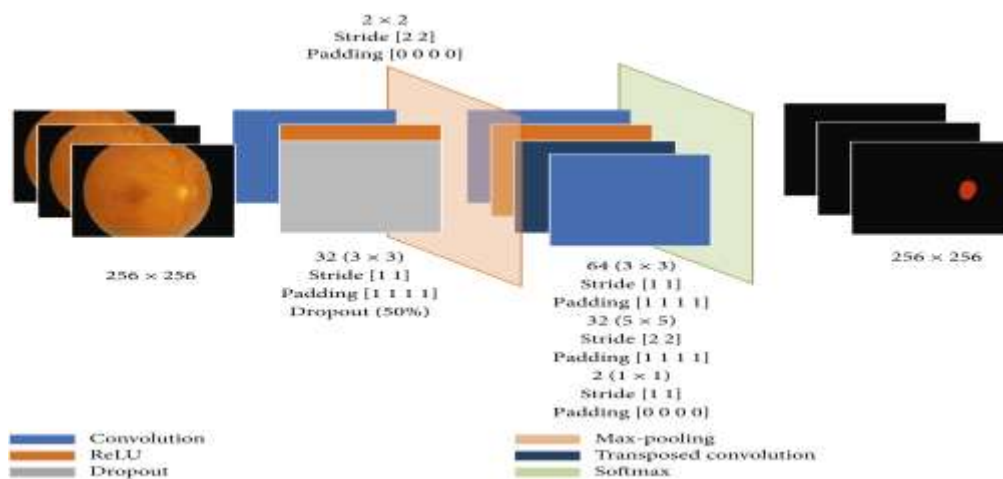 2 × 2
Stride [2 2]
Padding [0 0 0 0]
256 × 256
32 (3 × 3)
Stride [1 1]
Padding [1 1 1 1]
Dropout (50%)
64 (3 × 3)
Stride [1 1]
Padding [1 1 1 1]
32 (5 × 5)
Stride [2 2]
Padding [1 1 1 1]
2 (1 × 1)
Stride [1 1]
Padding [0 0 0 0]
256 × 256
Convolution
ReLU
Dropout
Max-pooling
Transposed convolution
Softmax